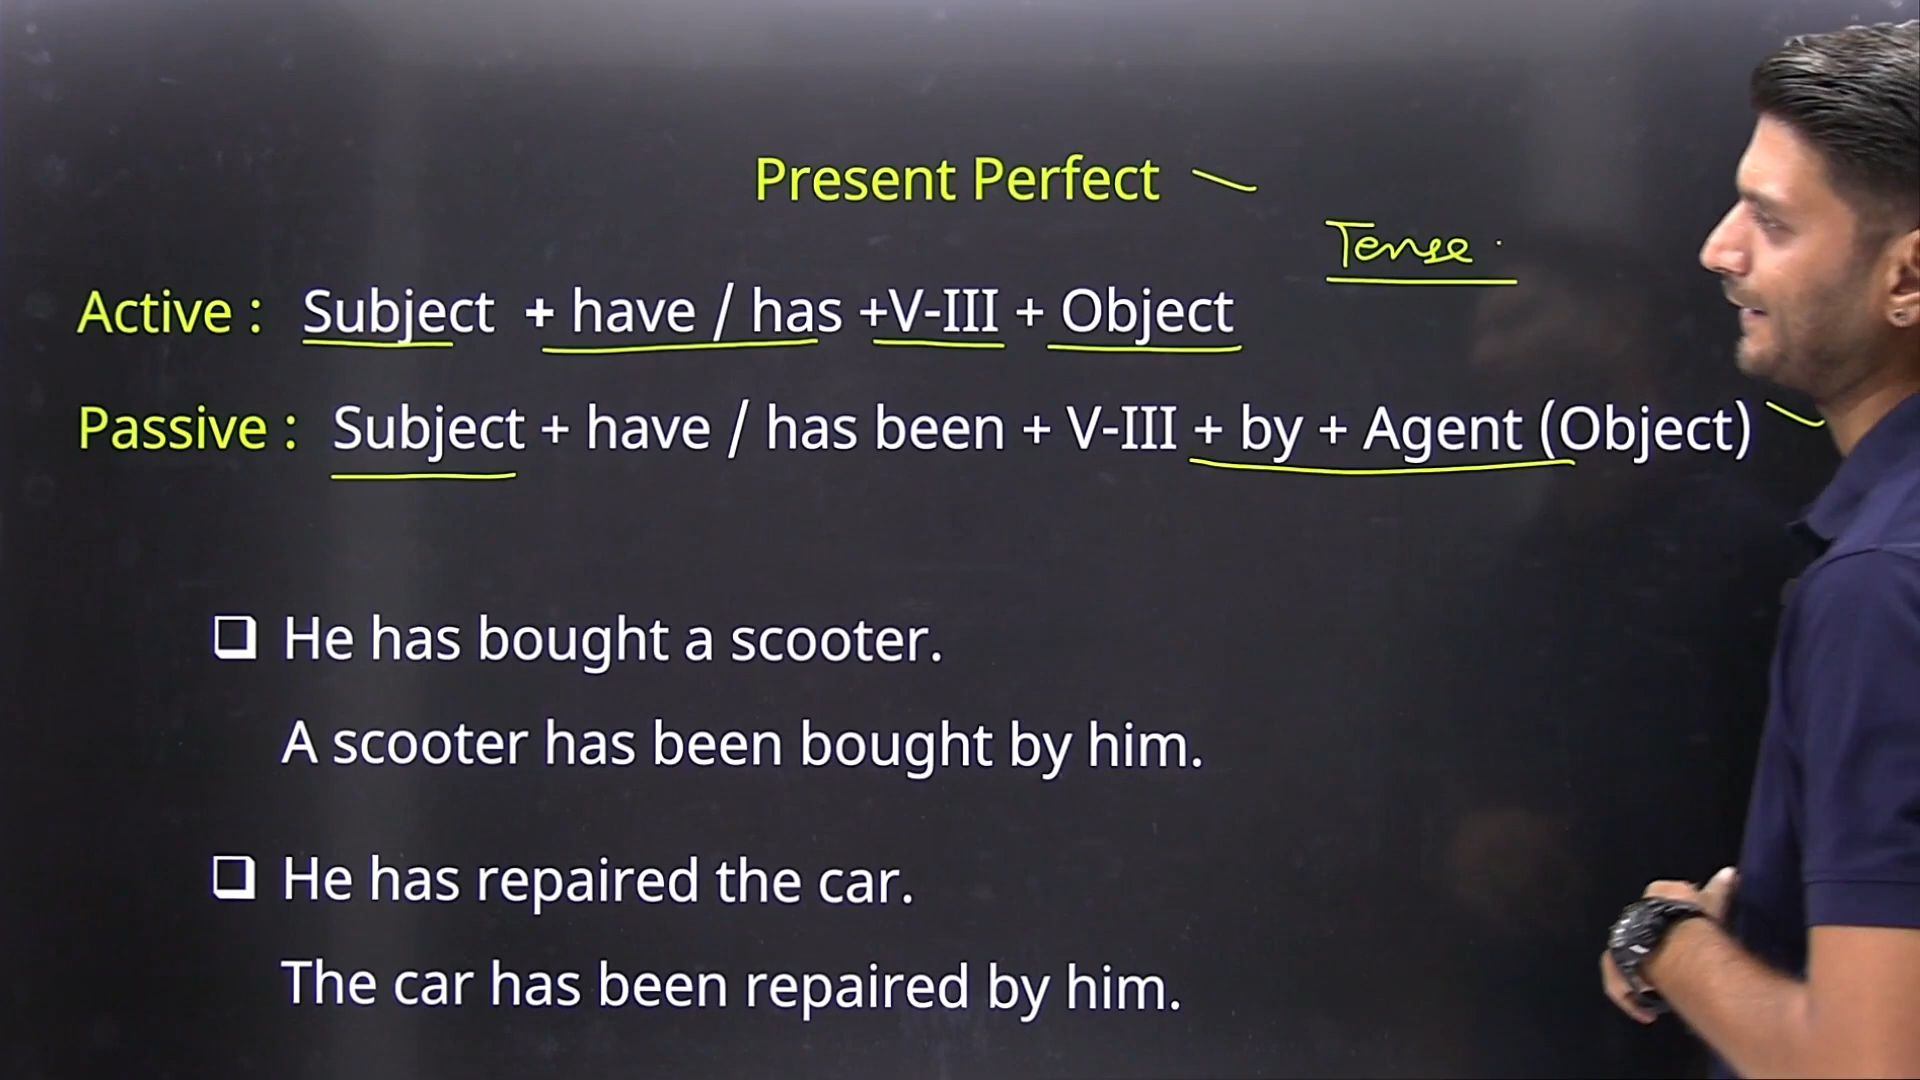 Present Perfect
Tense
Active : Subject + have / has +V-III + Object
Passive : Subject + have / has been + V-III + by + Agent (Object)
❑ He has bought a scooter.
A scooter has been bought by him.
❑ He has repaired the car.
The car has been repaired by him.